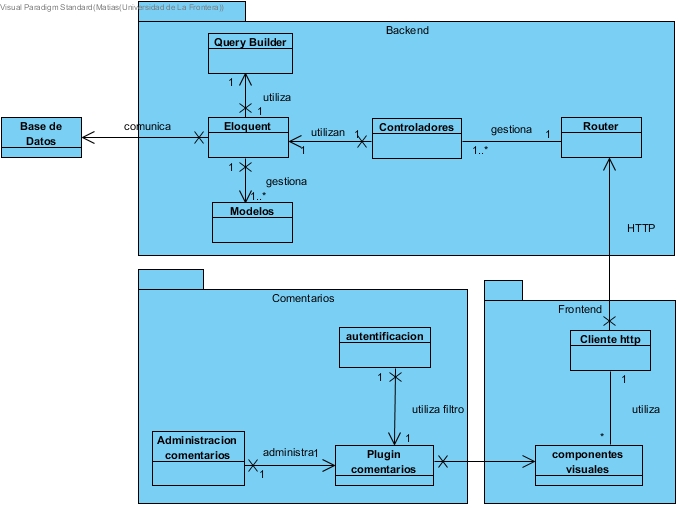 Visual Paradigm Standard(Matias(Universidad de La Frontera))
Backend
Query Builder
1
utiliza
1
Base de
Datos
comunica
Eloquent
utilizan
1
1
Controladores
gestiona
1
1..*
Router
1
gestiona
1..*
Modelos
HTTP
Comentarios
Frontend
autentificacion
1
utiliza filtro
1
Cliente http
1
utiliza
*
Administracion
comentarios
administra
1
1
Plugin
comentarios
componentes
visuales